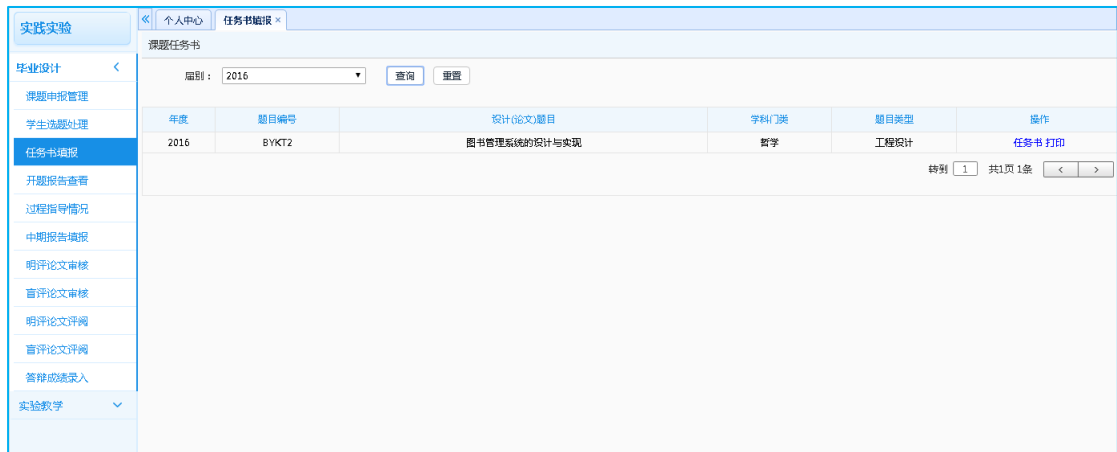 实践实验
毕业设计
课题申报管理
学生选题处理
任务书填报
开题报告查看
过程指导情况
中期报告填报
明评论文审核
盲评论文审核
明评论文评阅
盲评论文评阅
答辩成绩录入
实验教学
个人中心 任务书填报 ×
课题任务书
届别： 2016 查询 重置
年度 题目编号 设计(论文)题目 学科门类 题目类型 操作
2016 BYKT2 图书管理系统的设计与实现 哲学 工程设计 任务书 打印
转到 1 共1页 1条 < >